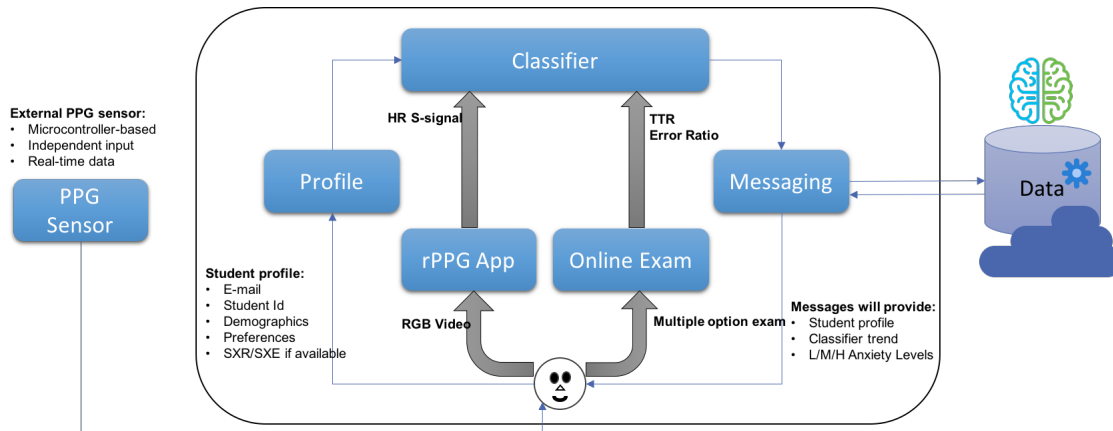 Classifier
External PPG sensor:
• Microcontroller-based
• Independent input
• Real-time data
HR S-signal
TTR
Error Ratio
PPG
Sensor
Profile
Messaging
Data
rPPG App
Online Exam
Student profile:
• E-mail
• Student Id
• Demographics
• Preferences
• SXR/SXE if available
RGB Video
Multiple option exam
Messages will provide:
• Student profile
• Classifier trend
• L/M/H Anxiety Levels